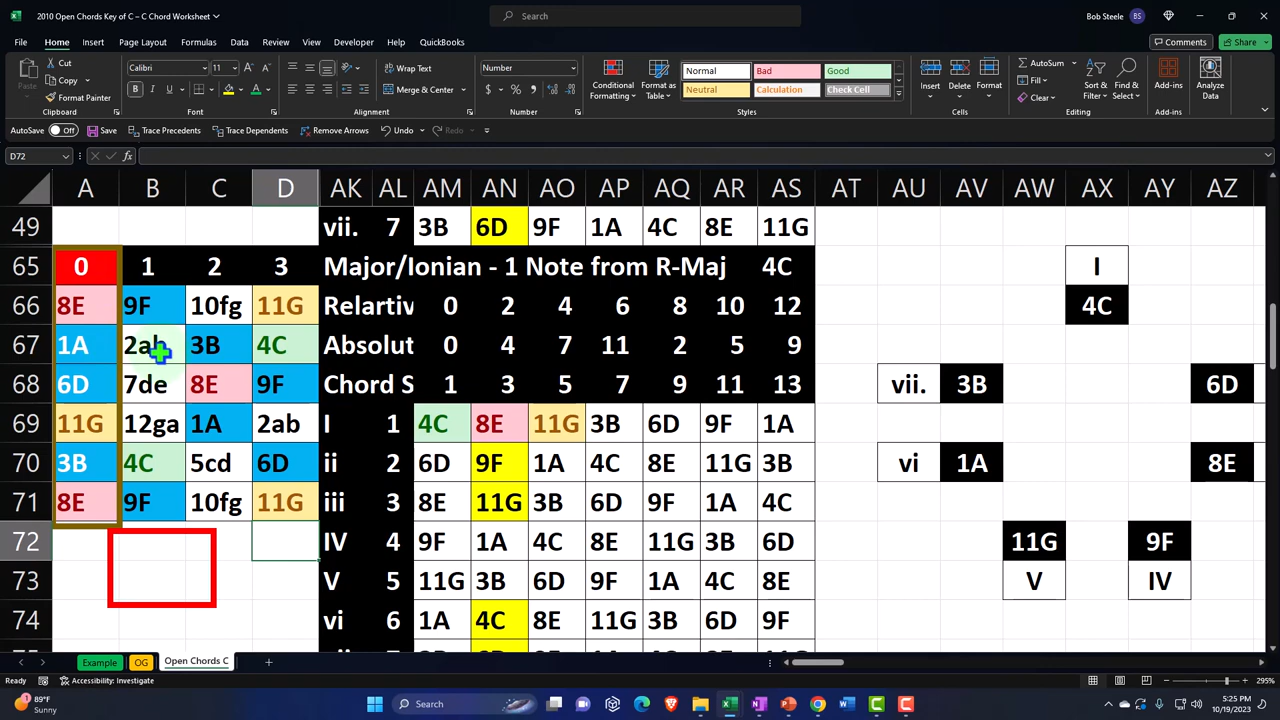 2010 Open Chords Key of C – C Chord Worksheet
Search
Bob Steele BS
File Home Insert Page Layout Formulas Data Review View Developer Automate Help QuickBooks
Comments Share
Cut
Copy
Paste
Format Painter
Calibri 11
Wrap Text
Merge & Center
Number
Conditional Formatting
Format as Table
Normal Bad Good
Neutral Calculation Check Cell
Insert Delete Format
AutoSum
Fill
Clear
Sort & Filter
Find & Select
Add-ins
Analyze Data
Clipboard Font Alignment Number Styles Cells Editing Add-ins
AutoSave Off Save Trace Precedents Trace Dependents Remove Arrows Undo Redo
D72 fx
A B C D AK AL AM AN AO AP AQ AR AS AT AU AV AW AX AY AZ
49 vii. 7 3B 6D 9F 1A 4C 8E 11G
65 0 1 2 3 Major/Ionian - 1 Note from R-Maj 4C I
66 8E 9F 10fg 11G Relartiv 0 2 4 6 8 10 12 4C
67 1A 2ab 3B 4C Absolut 0 4 7 11 2 5 9
68 6D 7de 8E 9F Chord S 1 3 5 7 9 11 13 vii. 3B 6D
69 11G 12ga 1A 2ab I 1 4C 8E 11G 3B 6D 9F 1A
70 3B 4C 5cd 6D ii 2 6D 9F 1A 4C 8E 11G 3B vi 1A 8E
71 8E 9F 10fg 11G iii 3 8E 11G 3B 6D 9F 1A 4C
72 IV 4 9F 1A 4C 8E 11G 3B 6D 11G 9F
73 V 5 11G 3B 6D 9F 1A 4C 8E V IV
74 vi 6 1A 4C 8E 11G 3B 6D 9F
Example OG Open Chords C
Ready Accessibility: Investigate 295%
89°F
Sunny
Search
5:25 PM
10/19/2023